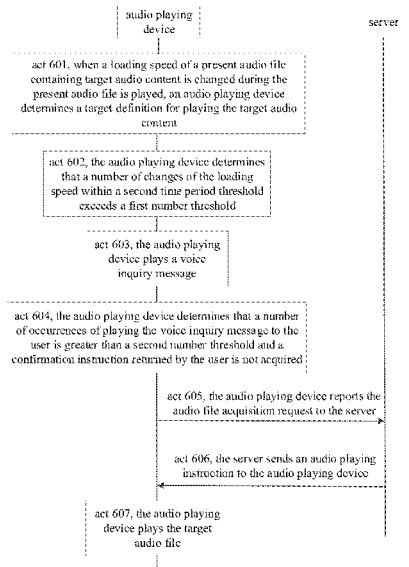 audio playing
device
server
act 601, when a loading speed of a present audio file
containing target audio content is changed during the
present audio file is played, an audio playing device
determines a target definition for playing the target audio
content
act 602, the audio playing device determines
that a number of changes of the loading
speed within a second time period threshold
exceeds a first number threshold
act 603, the audio playing
device plays a voice
inquiry message
act 604, the audio playing device determines that a number
of occurrences of playing the voice inquiry message to the
user is greater than a second number threshold and a
confirmation instruction returned by the user is not acquired
act 605, the audio playing device reports the
audio file acquisition request to the server
act 606, the server sends an audio playing
instruction to the audio playing device
act 607, the audio playing
device plays the target
audio file